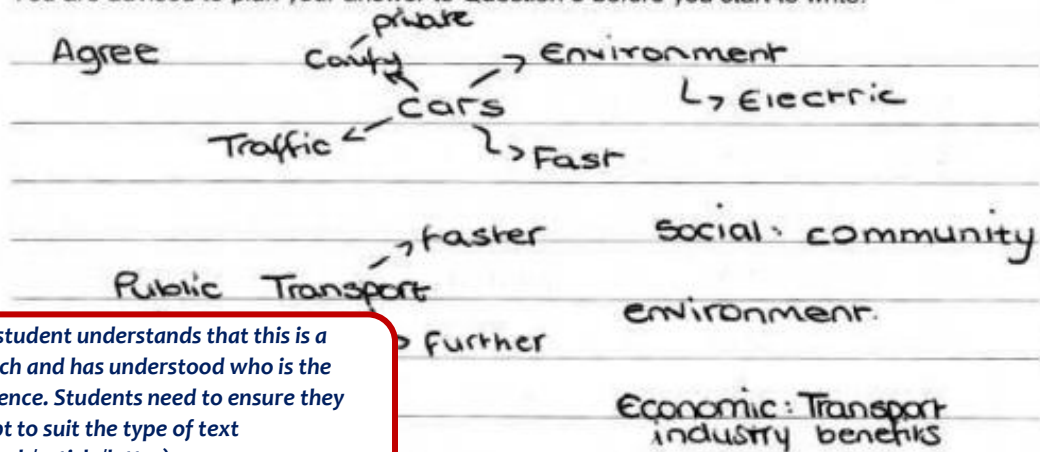 You are advised to plan your answer to Question 5 before you start to write.
private
Agree
Comfy
Environment
cars
Electric
Traffic
Fast
faster
social: community
Public Transport
environment.
further
student understands that this is a
ch and has understood who is the
ence. Students need to ensure they
pt to suit the type of text
Economic: Transport
industry benefits